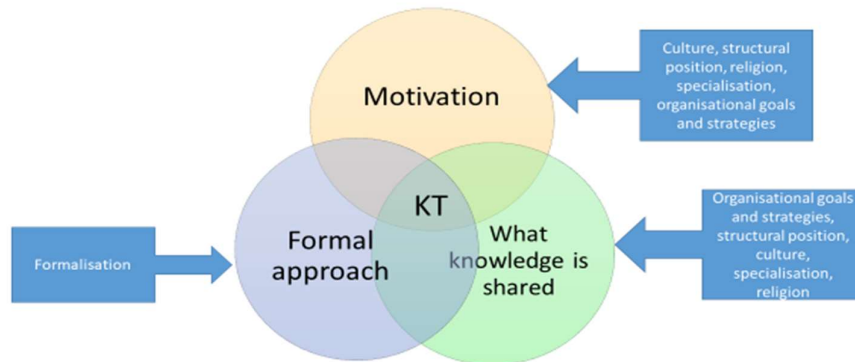 Culture, structural
position, religion,
specialisation,
organisational goals
and strategies
Motivation
KT
Organisational goals
and strategies,
structural position,
culture,
specialisation,
religion
Formal
approach
What
knowledge is
shared
Formalisation